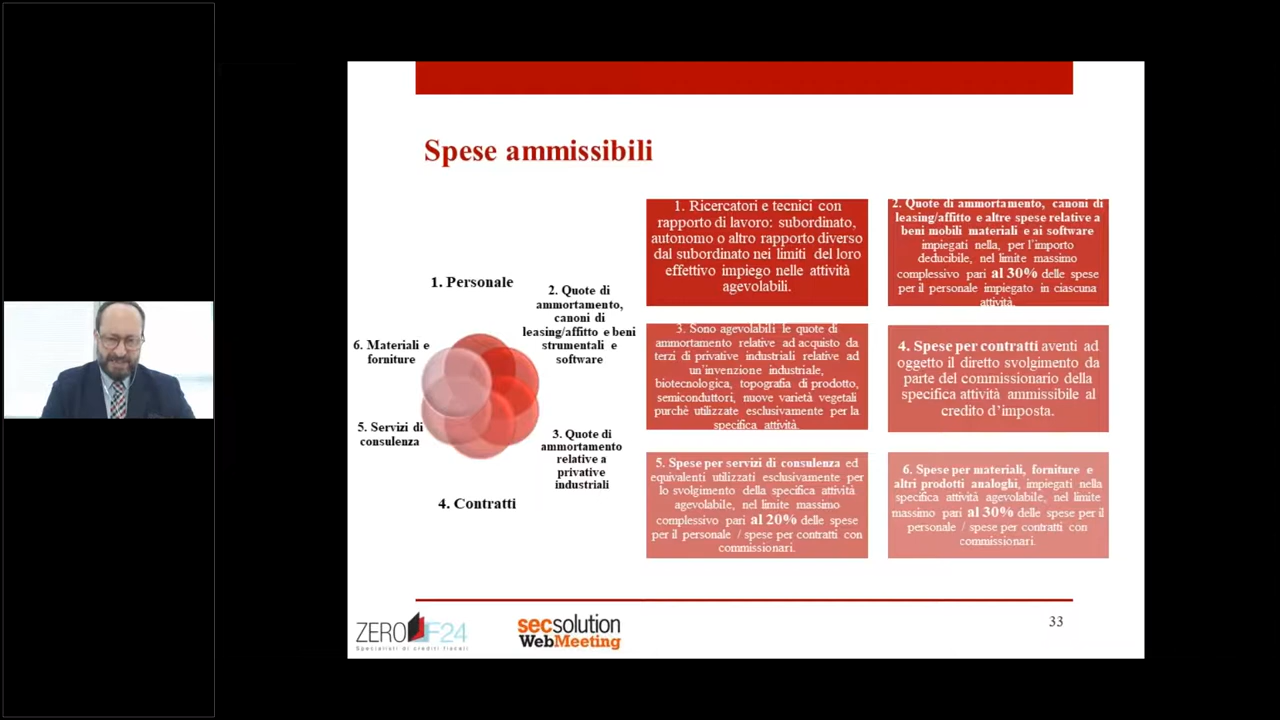 Spese ammissibili
1. Personale
2. Quote di
ammortamento,
canoni di
leasing/affitto e beni
strumentali e
software
6. Materiali e
forniture
5. Servizi di
consulenza
3. Quote di
ammortamento
relative a
privative
industriali
4. Contratti
1. Ricercatori e tecnici con
rapporto di lavoro: subordinato,
autonomo o altro rapporto diverso
dal subordinato nei limiti del loro
effettivo impiego nelle attività
agevolabili.
2. Quote di ammortamento, canoni di
leasing/affitto e altre spese relative a
beni mobili materiali e ai software
impiegati nella, per l'importo
deducibile, nel limite massimo
complessivo pari al 30% delle spese
per il personale impiegato in ciascuna
attività.
3. Sono agevolabili le quote di
ammortamento relative ad acquisto da
terzi di privative industriali relative ad
un'invenzione industriale,
biotecnologica, topografia di prodotto,
semiconduttori, nuove varietà vegetali
purchè utilizzate esclusivamente per la
specifica attività.
4. Spese per contratti aventi ad
oggetto il diretto svolgimento da
parte del commissionario della
specifica attività ammissibile al
credito d'imposta.
5. Spese per servizi di consulenza ed
equivalenti utilizzati esclusivamente per
lo svolgimento della specifica attività
agevolabile, nel limite massimo
complessivo pari al 20% delle spese
per il personale / spese per contratti con
commissionari.
6. Spese per materiali, forniture e
altri prodotti analoghi, impiegati nella
specifica attività agevolabile, nel limite
massimo pari al 30% delle spese per il
personale / spese per contratti con
commissionari.
ZERO F24
Specialisti di crediti fiscali
secsolution
WebMeeting
33